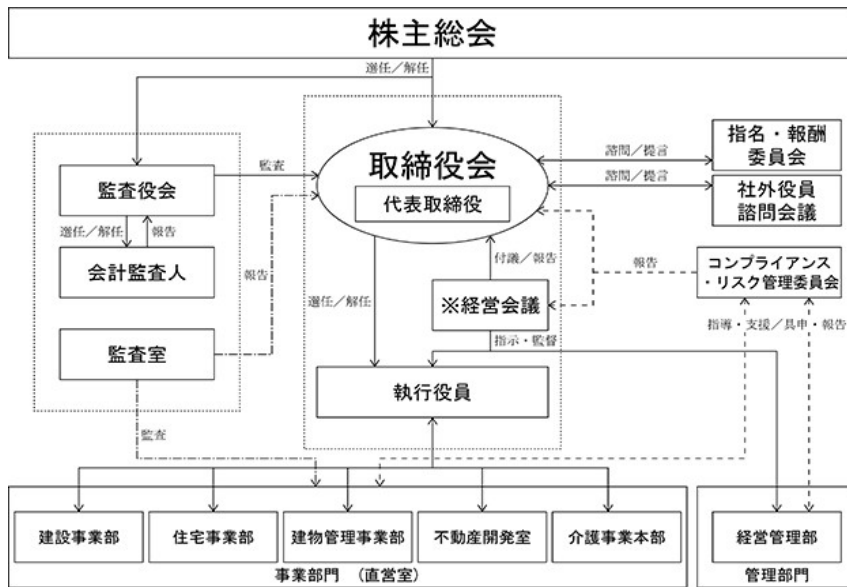 株主総会
選任／解任
監査役会
監査
選任／解任
報告
会計監査人
監査室
報告
監査
取締役会
代表取締役
選任／解任
付議／報告
※経営会議
指示・監督
執行役員
諮問／提言
指名・報酬
委員会
諮問／提言
社外役員
諮問会議
報告
コンプライアンス
・リスク管理委員会
指導・支援／具申・報告
建設事業部
住宅事業部
建物管理事業部
不動産開発室
介護事業本部
事業部門　（直営室）
経営管理部
管理部門